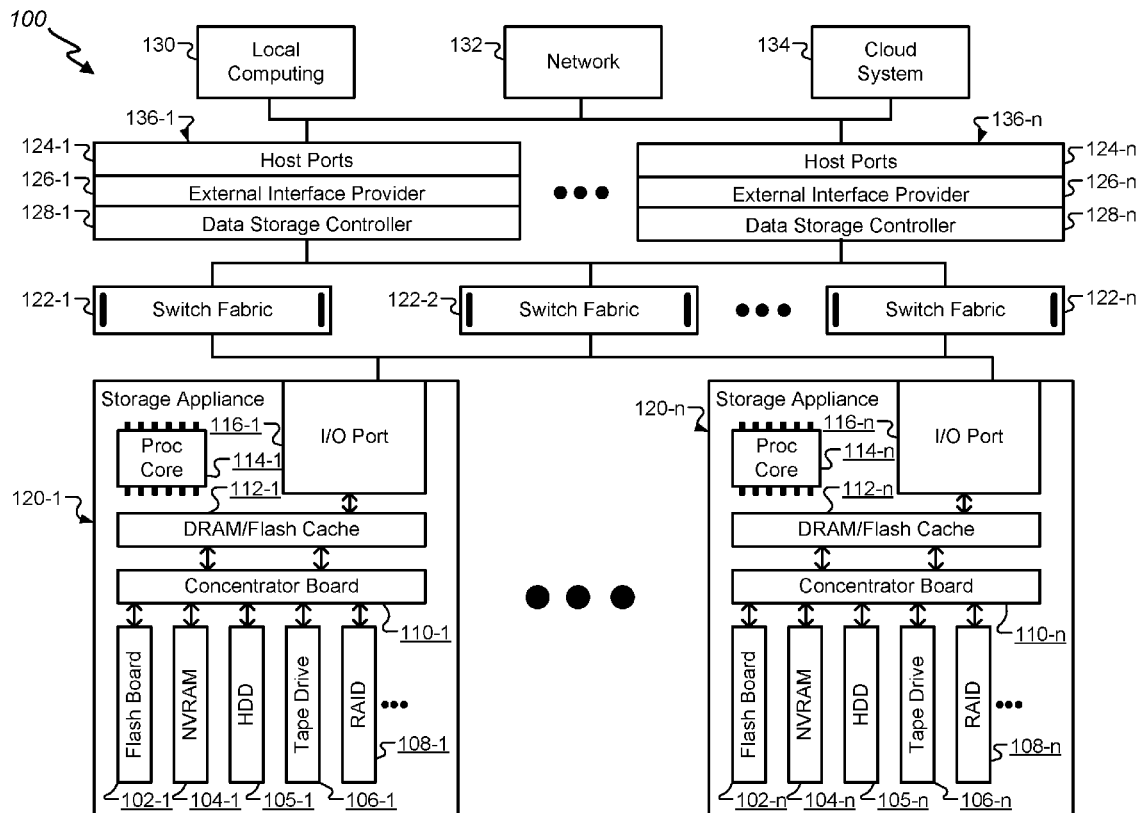 100
130
Local
Computing
132
Network
134
Cloud
System
136-1
136-n
124-1
Host Ports
126-1
External Interface Provider
128-1
Data Storage Controller
Host Ports
124-n
External Interface Provider
126-n
Data Storage Controller
128-n
122-1
Switch Fabric
122-2
Switch Fabric
Switch Fabric
122-n
Storage Appliance
116-1
I/O Port
Proc
Core
114-1
112-1
120-1
DRAM/Flash Cache
Concentrator Board
110-1
Flash Board
NVRAM
HDD
Tape Drive
RAID
108-1
102-1
104-1
105-1
106-1
120-n
Storage Appliance
116-n
I/O Port
Proc
Core
114-n
112-n
DRAM/Flash Cache
Concentrator Board
110-n
Flash Board
NVRAM
HDD
Tape Drive
RAID
108-n
102-n
104-n
105-n
106-n